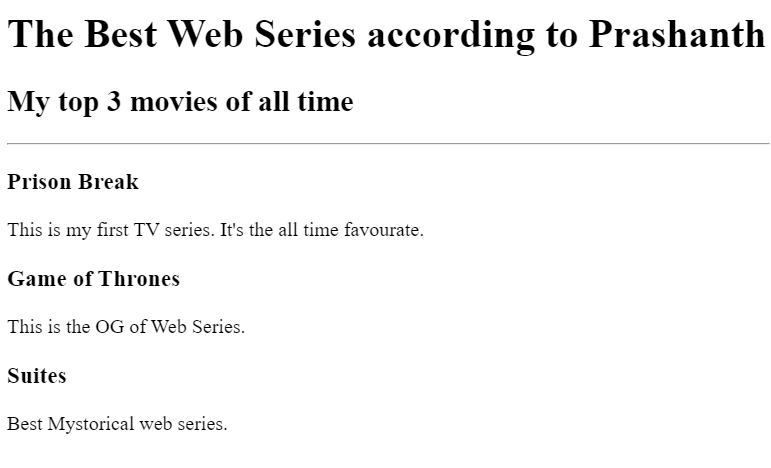 The Best Web Series according to Prashanth
My top 3 movies of all time
Prison Break
This is my first TV series. It's the all time favourate.
Game of Thrones
This is the OG of Web Series.
Suites
Best Mystorical web series.